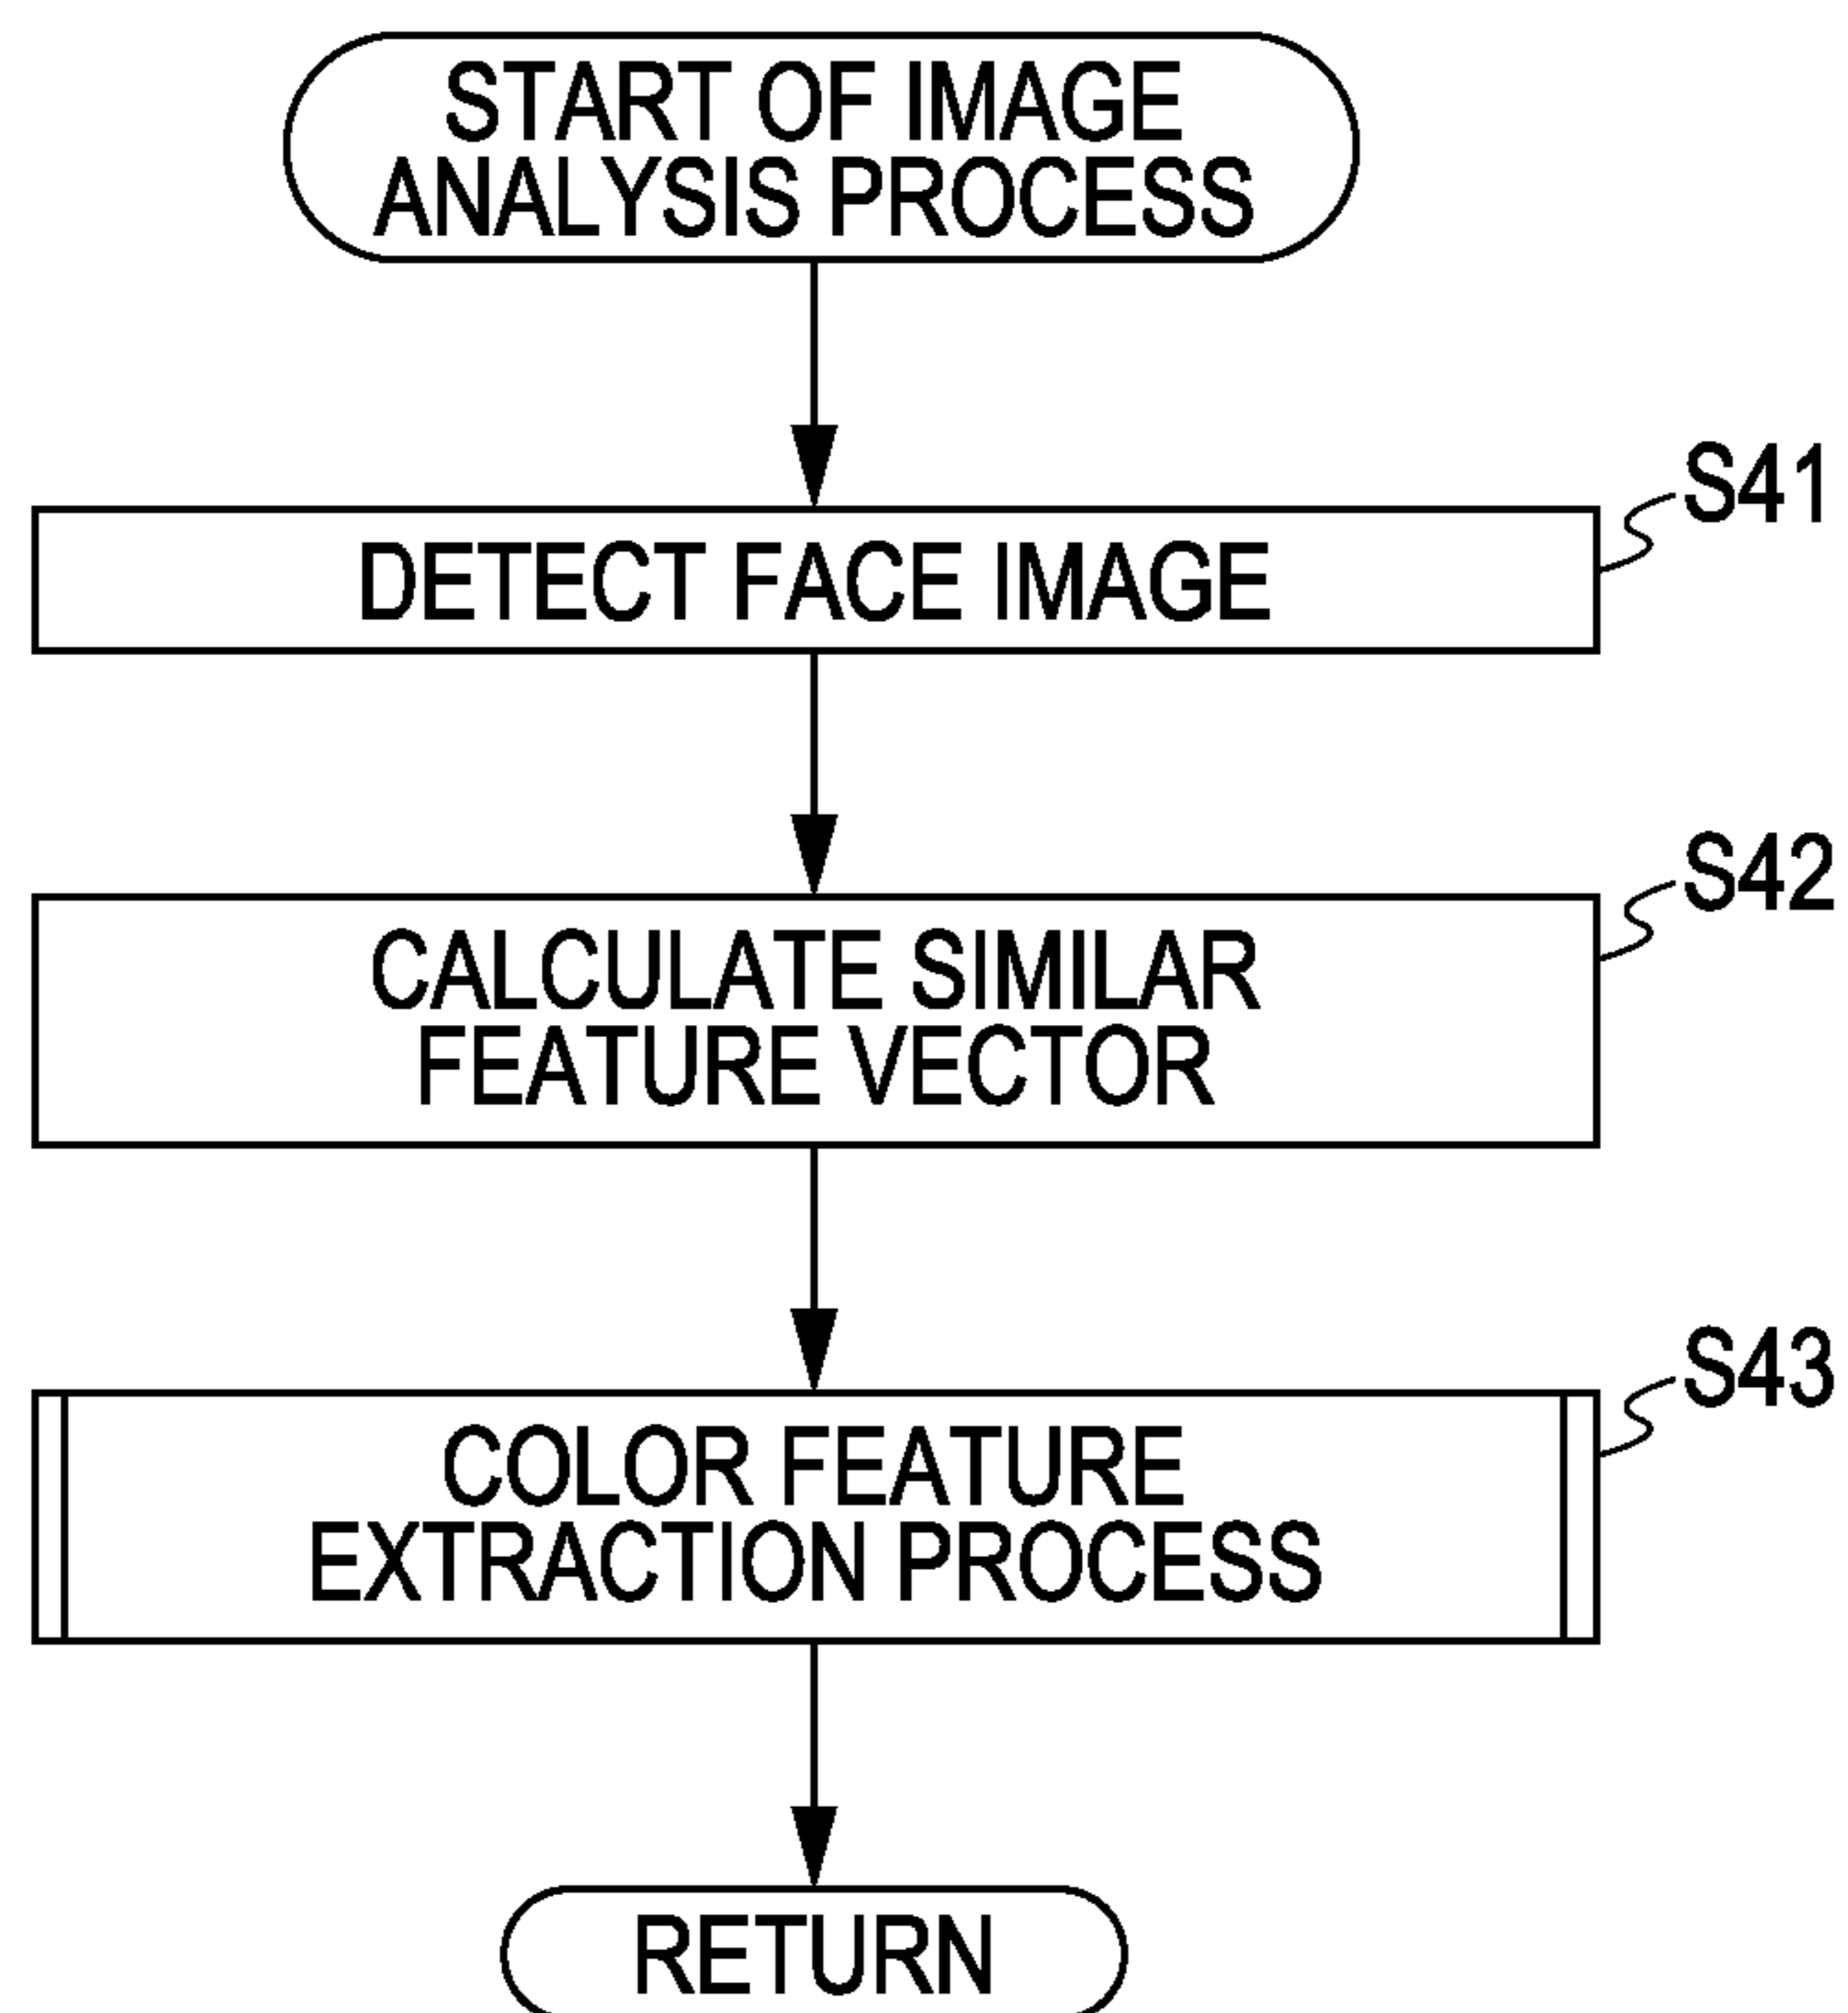 START OF IMAGE
ANALYSIS PROCESS
S41
DETECT FACE IMAGE
S42
CALCULATE SIMILAR
FEATURE VECTOR
S43
COLOR FEATURE
EXTRACTION PROCESS
RETURN